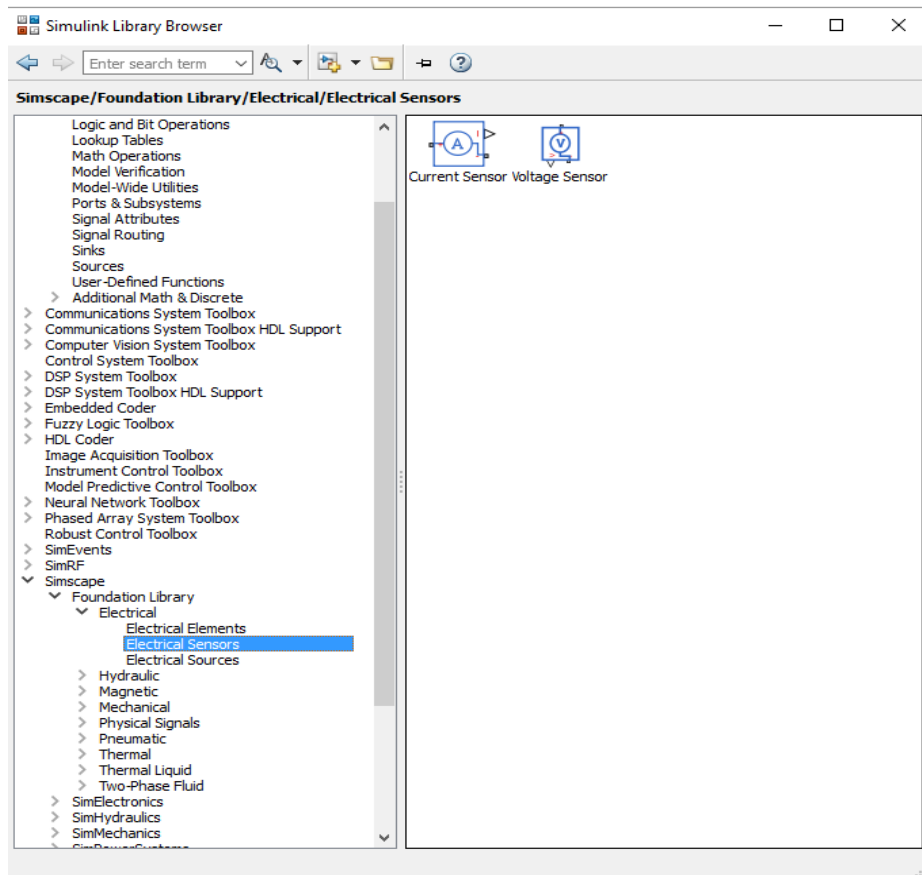 Simulink Library Browser
Enter search term
Simscape/Foundation Library/Electrical/Electrical Sensors
Logic and Bit Operations
Lookup Tables
Math Operations
Model Verification
Model-Wide Utilities
Ports & Subsystems
Signal Attributes
Signal Routing
Sinks
Sources
User-Defined Functions
Additional Math & Discrete
Communications System Toolbox
Communications System Toolbox HDL Support
Computer Vision System Toolbox
Control System Toolbox
DSP System Toolbox
DSP System Toolbox HDL Support
Embedded Coder
Fuzzy Logic Toolbox
HDL Coder
Image Acquisition Toolbox
Instrument Control Toolbox
Model Predictive Control Toolbox
Neural Network Toolbox
Phased Array System Toolbox
Robust Control Toolbox
SimEvents
SimRF
Simscape
Foundation Library
Electrical
Electrical Elements
Electrical Sensors
Electrical Sources
Hydraulic
Magnetic
Mechanical
Physical Signals
Pneumatic
Thermal
Thermal Liquid
Two-Phase Fluid
SimElectronics
SimHydraulics
SimMechanics
SimPowerSystems
A
V
Current Sensor Voltage Sensor